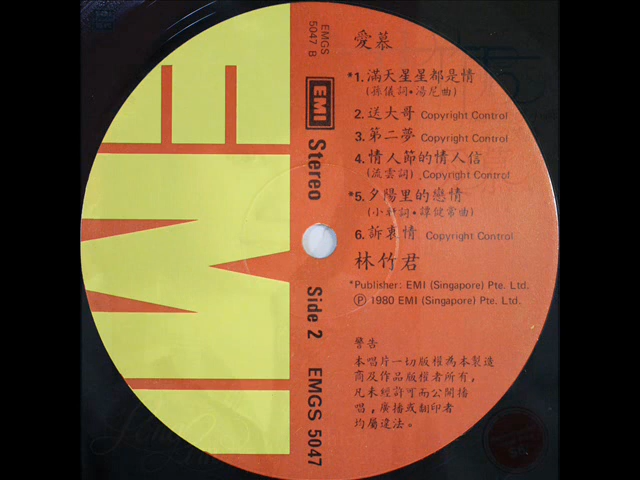 EMGS
5047 B
EMI
Stereo
Side 2
EMGS 5047
愛慕
*1. 滿天星星都是情
(孫儀詞•湯尼曲)
2. 送大哥 Copyright Control
3. 第二夢 Copyright Control
4. 情人節的情人信
(流雲詞) Copyright Control
*5. 夕陽里的戀情
詞•譚健常曲)
6. 訴衷情 Copyright Control
林竹君
*Publisher: EMI (Singapore) Pte. Ltd.
Ⓟ 1980 EMI (Singapore) Pte. Ltd.
警告
本唱片一切版權為本製造
商及作品版權者所有,
凡未經許可而公開播
唱,廣播或翻印者
均屬違法。